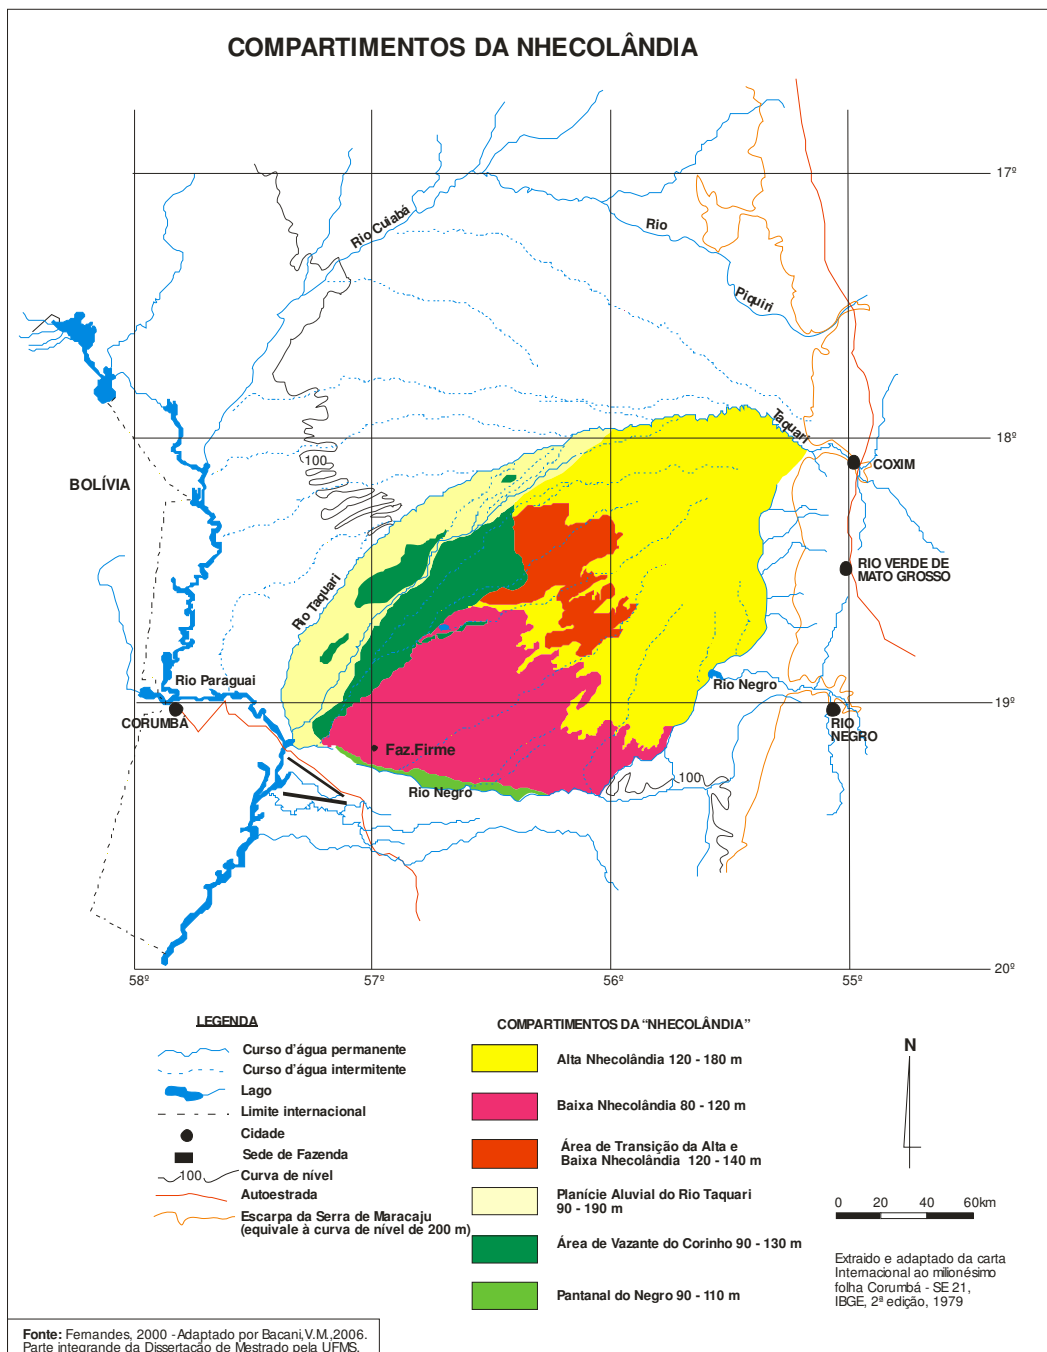 COMPARTIMENTOS DA NHECOLÂNDIA
17º
Rio Cuiabá
Rio
Piquiri
Taquari
18º
100
COXIM
BOLÍVIA
RIO VERDE DE
MATO GROSSO
Rio Taquari
Rio Paraguai
Rio Negro
19º
CORUMBÁ
RIO
NEGRO
Faz.Firme
100
Rio Negro
20º
58º
57º
56º
55º
LEGENDA
Curso d'água permanente
Curso d'água intermitente
Lago
Limite internacional
Cidade
Sede de Fazenda
100
Curva de nível
Autoestrada
Escarpa da Serra de Maracaju
(equivale à curva de nível de 200 m)
COMPARTIMENTOS DA "NHECOLÂNDIA"
Alta Nhecolândia 120 - 180 m
Baixa Nhecolândia 80 - 120 m
Área de Transição da Alta e
Baixa Nhecolândia 120 - 140 m
Planície Aluvial do Rio Taquari
90 - 190 m
Área de Vazante do Corinho 90 - 130 m
Pantanal do Negro 90 - 110 m
N
0 20 40 60km
Extraido e adaptado da carta
Internacional ao milionésimo
folha Corumbá - SE 21,
IBGE, 2ª edição, 1979
Fonte: Fernandes, 2000 - Adaptado por Bacani,V.M.,2006.
Parte integrante da Dissertação de Mestrado pela UFMS.